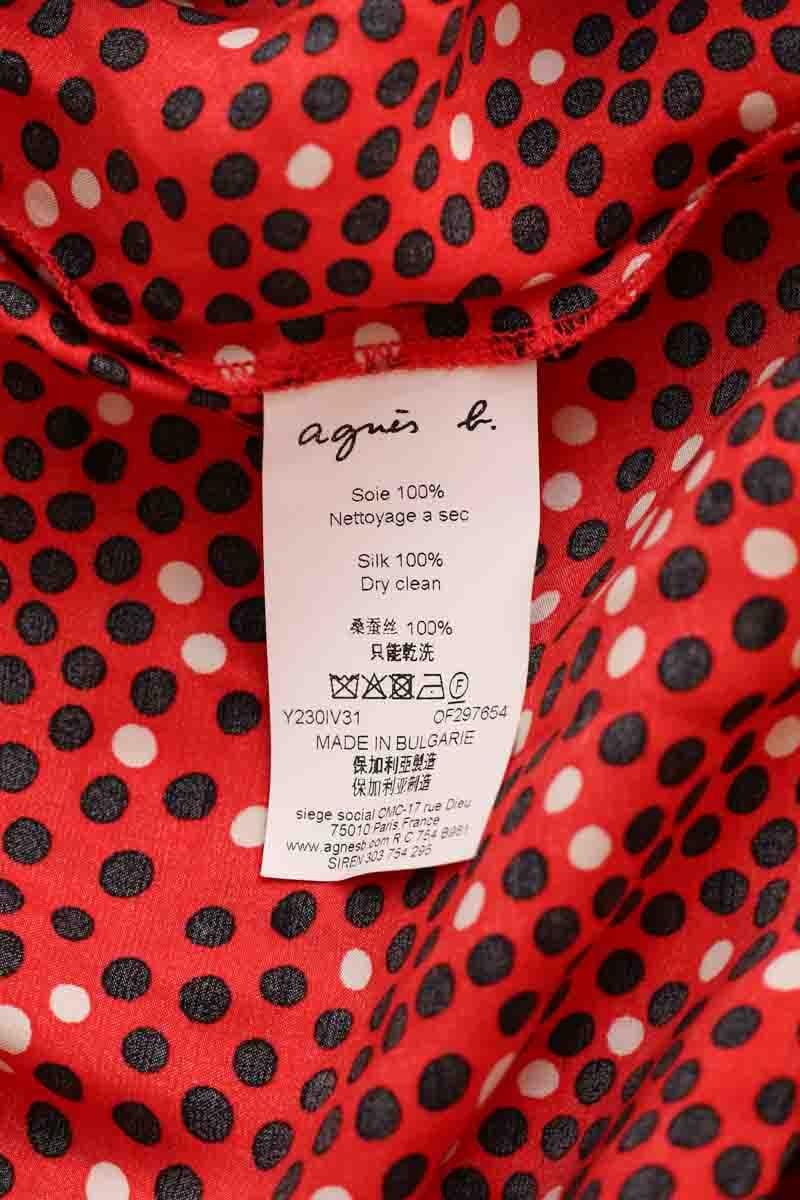 agnès b.
Soie 100%
Nettoyage a sec
Silk 100%
Dry clean
桑蚕丝 100%
只能乾洗
F
Y230IV31 OF297654
MADE IN BULGARIE
保加利亞製造
保加利亚制造
siege social CMC-17 rue Dieu
75010 Paris France
www.agnesb.com R C 754 B961
SIREN 303 754 295